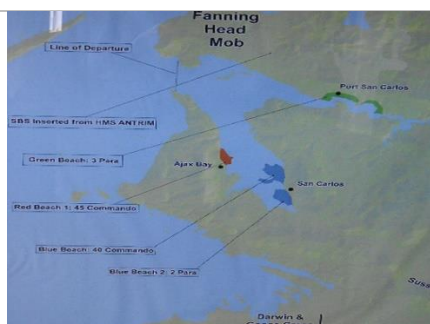 Fanning
Head
Mob
Line of Departure
Port San Carlos
SBS Inserted from HMS ANTRIM
Green Beach: 3 Para
Ajax Bay
San Carlos
Red Beach 1: 45 Commando
Blue Beach: 40 Commando
Blue Beach 2: 2 Para
Suss
Darwin &